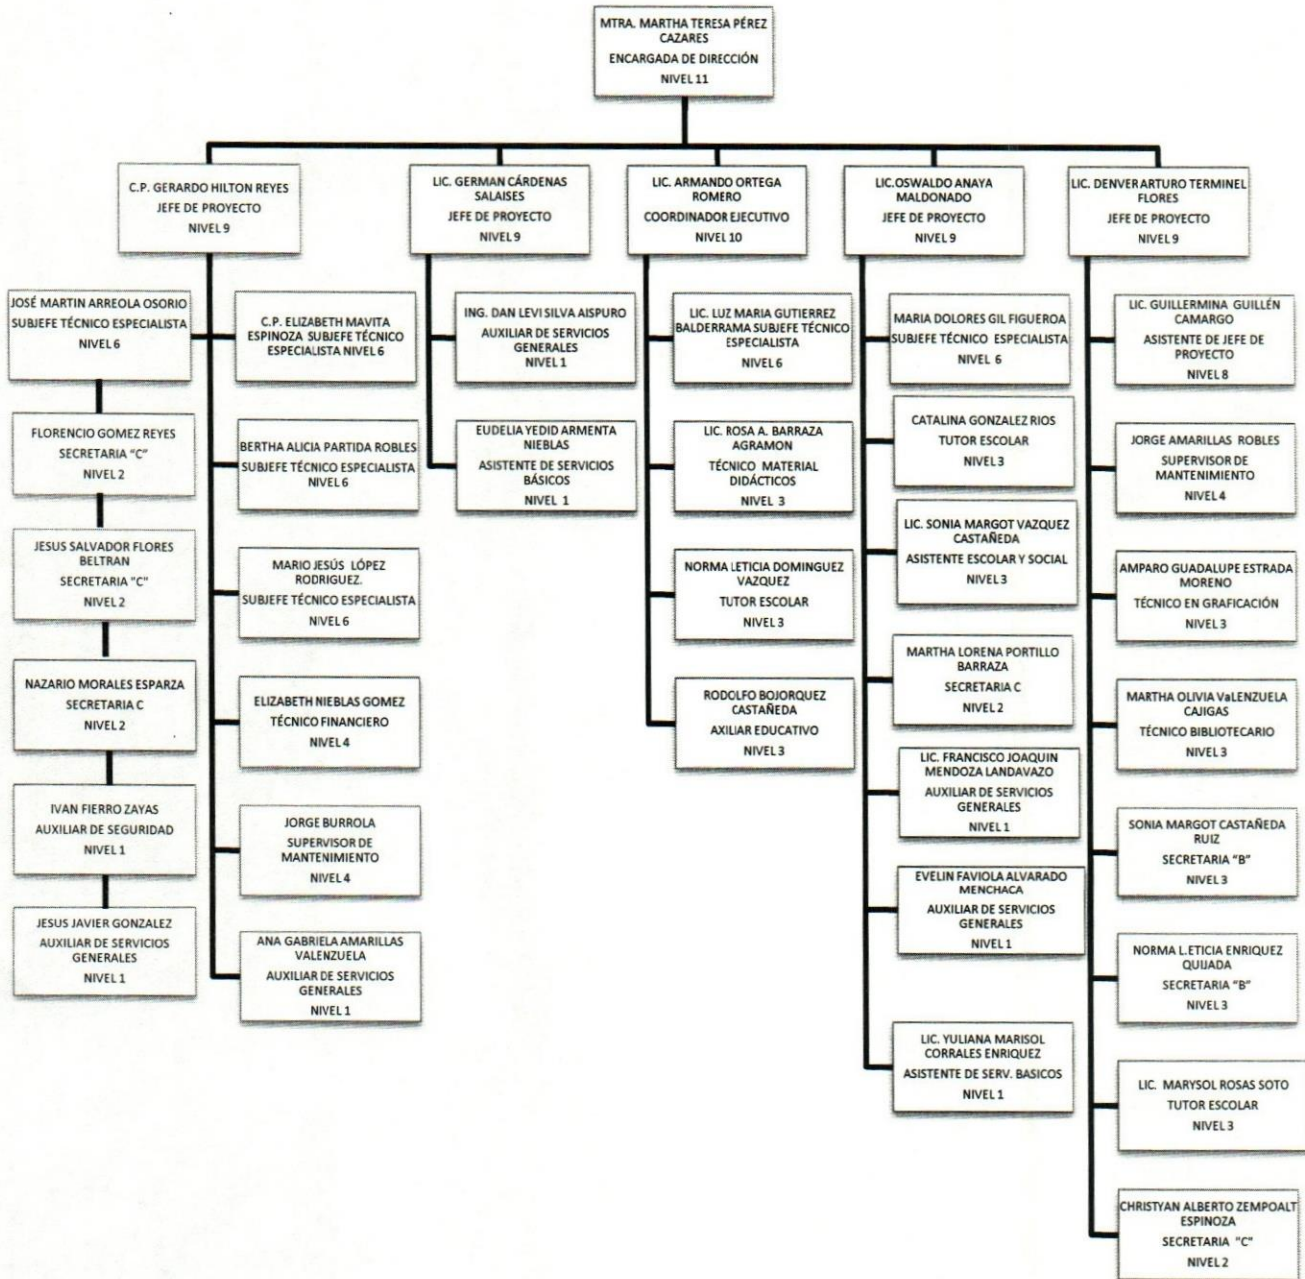 MTRA. MARTHA TERESA PÉREZ
CAZARES
ENCARGADA DE DIRECCIÓN
NIVEL 11
C.P. GERARDO HILTON REYES
JEFE DE PROYECTO
NIVEL 9
LIC. GERMAN CÁRDENAS
SALAISES
JEFE DE PROYECTO
NIVEL 9
LIC. ARMANDO ORTEGA
ROMERO
COORDINADOR EJECUTIVO
NIVEL 10
LIC.OSWALDO ANAYA
MALDONADO
JEFE DE PROYECTO
NIVEL 9
LIC. DENVER ARTURO TERMINEL
FLORES
JEFE DE PROYECTO
NIVEL 9
JOSÉ MARTIN ARREOLA OSORIO
SUBJEFE TÉCNICO ESPECIALISTA
NIVEL 6
FLORENCIO GOMEZ REYES
SECRETARIA "C"
NIVEL 2
JESUS SALVADOR FLORES
BELTRAN
SECRETARIA "C"
NIVEL 2
NAZARIO MORALES ESPARZA
SECRETARIA C
NIVEL 2
IVAN FIERRO ZAYAS
AUXILIAR DE SEGURIDAD
NIVEL 1
JESUS JAVIER GONZALEZ
AUXILIAR DE SERVICIOS
GENERALES
NIVEL 1
C.P. ELIZABETH MAVITA
ESPINOZA SUBJEFE TÉCNICO
ESPECIALISTA NIVEL 6
BERTHA ALICIA PARTIDA ROBLES
SUBJEFE TÉCNICO ESPECIALISTA
NIVEL 6
MARIO JESÚS LÓPEZ
RODRIGUEZ.
SUBJEFE TÉCNICO ESPECIALISTA
NIVEL 6
ELIZABETH NIEBLAS GOMEZ
TÉCNICO FINANCIERO
NIVEL 4
JORGE BURROLA
SUPERVISOR DE
MANTENIMIENTO
NIVEL 4
ANA GABRIELA AMARILLAS
VALENZUELA
AUXILIAR DE SERVICIOS
GENERALES
NIVEL 1
ING. DAN LEVI SILVA AISPURO
AUXILIAR DE SERVICIOS
GENERALES
NIVEL 1
EUDELIA YEDID ARMENTA
NIEBLAS
ASISTENTE DE SERVICIOS
BÁSICOS
NIVEL 1
LIC. LUZ MARIA GUTIERREZ
BALDERRAMA SUBJEFE TÉCNICO
ESPECIALISTA
NIVEL 6
LIC. ROSA A. BARRAZA
AGRAMON
TÉCNICO MATERIAL
DIDÁCTICOS
NIVEL 3
NORMA LETICIA DOMINGUEZ
VAZQUEZ
TUTOR ESCOLAR
NIVEL 3
RODOLFO BOJORQUEZ
CASTAÑEDA
AXILIAR EDUCATIVO
NIVEL 3
MARIA DOLORES GIL FIGUEROA
SUBJEFE TÉCNICO ESPECIALISTA
NIVEL 6
CATALINA GONZALEZ RIOS
TUTOR ESCOLAR
NIVEL 3
LIC. SONIA MARGOT VAZQUEZ
CASTAÑEDA
ASISTENTE ESCOLAR Y SOCIAL
NIVEL 3
MARTHA LORENA PORTILLO
BARRAZA
SECRETARIA C
NIVEL 2
LIC. FRANCISCO JOAQUIN
MENDOZA LANDAVAZO
AUXILIAR DE SERVICIOS
GENERALES
NIVEL 1
EVELIN FAVIOLA ALVARADO
MENCHACA
AUXILIAR DE SERVICIOS
GENERALES
NIVEL 1
LIC. YULIANA MARISOL
CORRALES ENRIQUEZ
ASISTENTE DE SERV. BASICOS
NIVEL 1
LIC. GUILLERMINA GUILLÉN
CAMARGO
ASISTENTE DE JEFE DE
PROYECTO
NIVEL 8
JORGE AMARILLAS ROBLES
SUPERVISOR DE
MANTENIMIENTO
NIVEL 4
AMPARO GUADALUPE ESTRADA
MORENO
TÉCNICO EN GRAFICACIÓN
NIVEL 3
MARTHA OLIVIA VaLENZUELA
CAJIGAS
TÉCNICO BIBLIOTECARIO
NIVEL 3
SONIA MARGOT CASTAÑEDA
RUIZ
SECRETARIA "B"
NIVEL 3
NORMA L.ETICIA ENRIQUEZ
QUIJADA
SECRETARIA "B"
NIVEL 3
LIC. MARYSOL ROSAS SOTO
TUTOR ESCOLAR
NIVEL 3
CHRISTYAN ALBERTO ZEMPOALT
ESPINOZA
SECRETARIA "C"
NIVEL 2